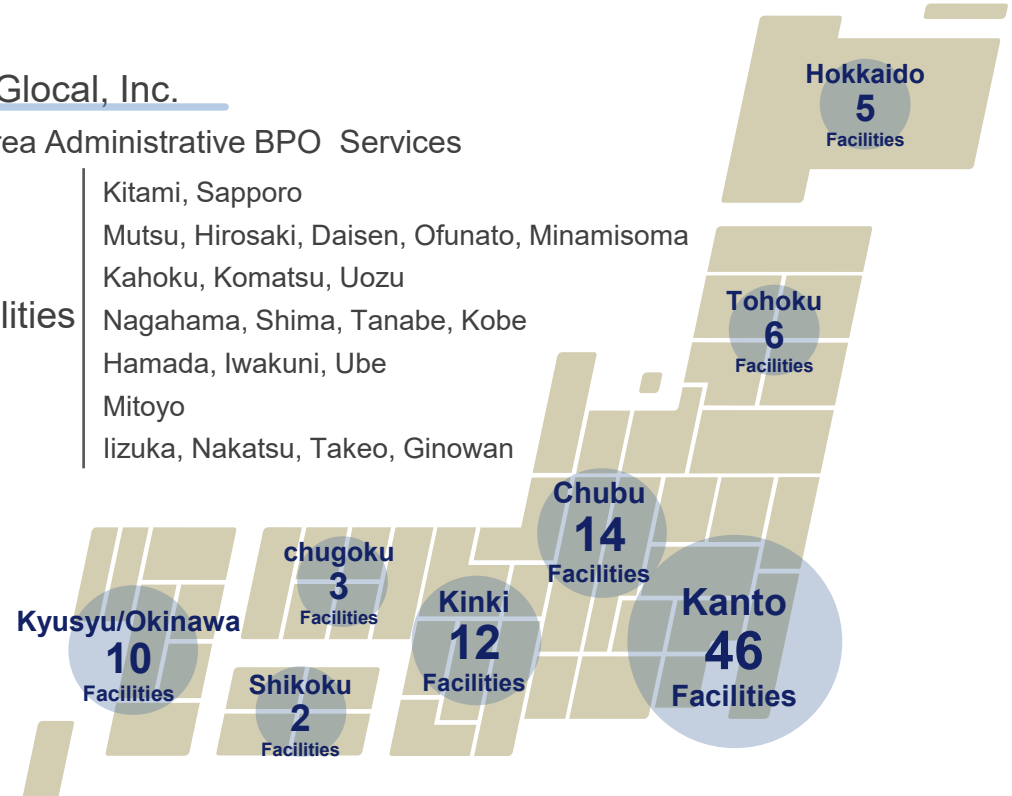 Glocal, Inc.
rea Administrative BPO Services
lities
Kitami, Sapporo
Mutsu, Hirosaki, Daisen, Ofunato, Minamisoma
Kahoku, Komatsu, Uozu
Nagahama, Shima, Tanabe, Kobe
Hamada, Iwakuni, Ube
Mitoyo
Iizuka, Nakatsu, Takeo, Ginowan
Hokkaido
5
Facilities
Tohoku
6
Facilities
Chubu
14
Facilities
Kanto
46
Facilities
Kinki
12
Facilities
chugoku
3
Facilities
Shikoku
2
Facilities
Kyusyu/Okinawa
10
Facilities